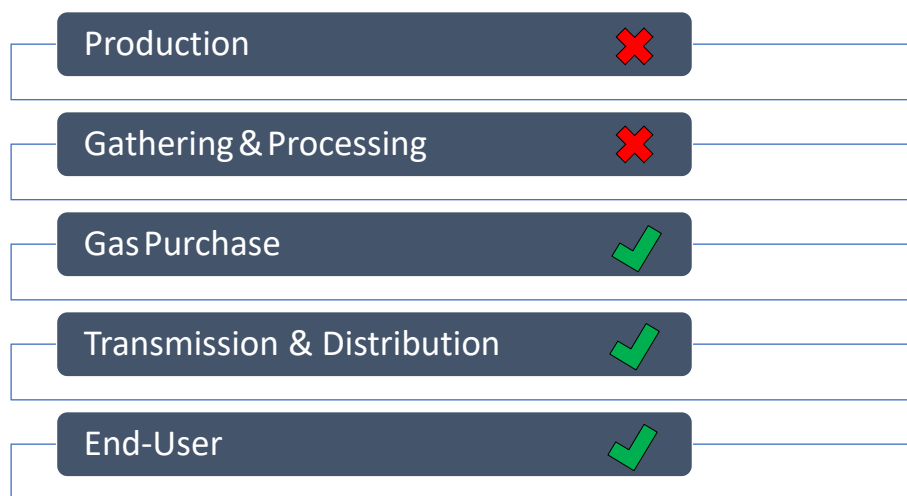 Production
Gathering & Processing
Gas Purchase
Transmission & Distribution
End-User